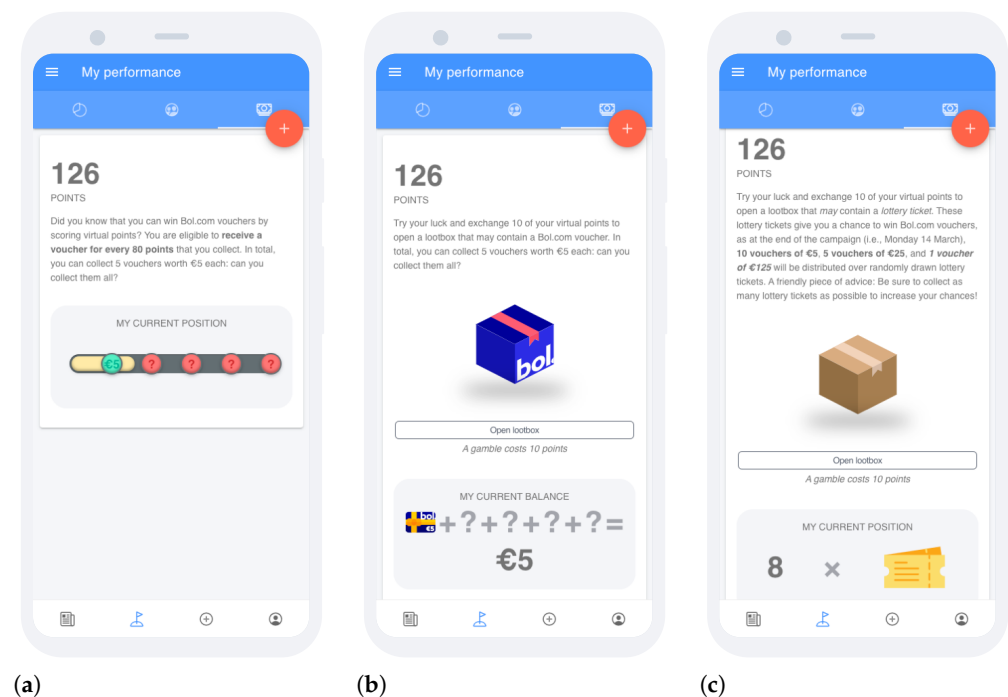 My performance
126
POINTS
Did you know that you can win Bol.com vouchers by
scoring virtual points? You are eligible to receive a
voucher for every 80 points that you collect. In total,
you can collect 5 vouchers worth €5 each: can you
collect them all?
MY CURRENT POSITION
€5 ? ? ? ?
(a)
My performance
126
POINTS
Try your luck and exchange 10 of your virtual points to
open a lootbox that may contain a Bol.com voucher. In
total, you can collect 5 vouchers worth €5 each: can you
collect them all?
bol.
Open lootbox
A gamble costs 10 points
MY CURRENT BALANCE
bol. €5 + ? + ? + ? + ? =
€5
(b)
My performance
126
POINTS
Try your luck and exchange 10 of your virtual points to
open a lootbox that may contain a lottery ticket. These
lottery tickets give you a chance to win Bol.com vouchers,
as at the end of the campaign (i.e., Monday 14 March),
10 vouchers of €5, 5 vouchers of €25, and 1 voucher
of €125 will be distributed over randomly drawn lottery
tickets. A friendly piece of advice: Be sure to collect as
many lottery tickets as possible to increase your chances!
Open lootbox
A gamble costs 10 points
MY CURRENT POSITION
8 ×
(c)